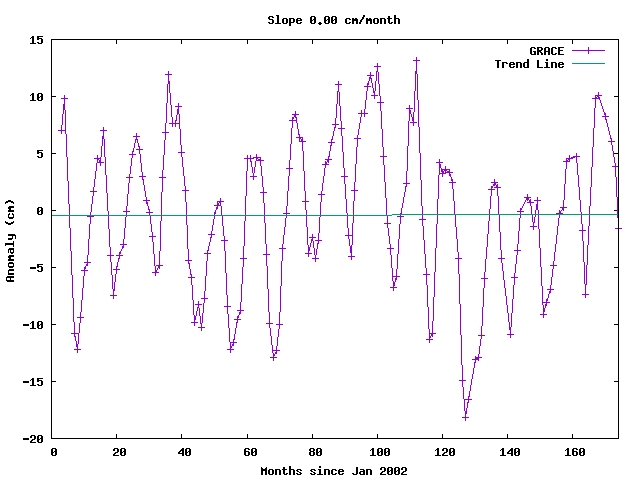 Slope 0.00 cm/month
GRACE
Trend Line
15
10
5
0
-5
-10
-15
-20
Anomaly (cm)
0 20 40 60 80 100 120 140 160
Months since Jan 2002